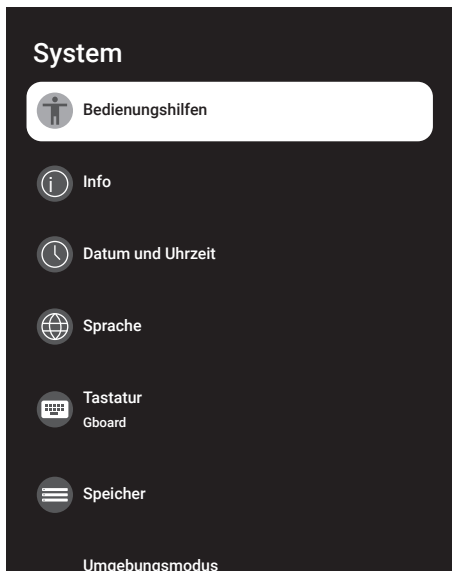 System
Bedienungshilfen
Info
Datum und Uhrzeit
Sprache
Tastatur
Gboard
Speicher
Umgebungsmodus